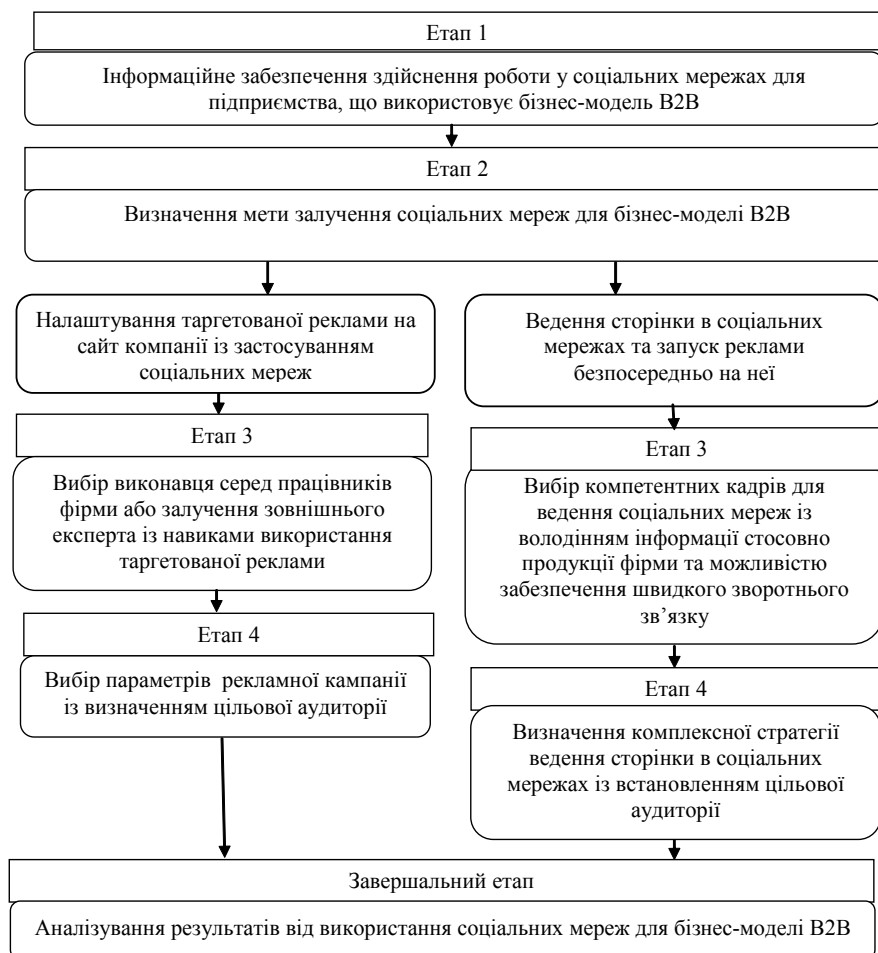 Етап 1
Інформаційне забезпечення здійснення роботи у соціальних мережах для
підприємства, що використовує бізнес-модель B2B
Етап 2
Визначення мети залучення соціальних мереж для бізнес-моделі B2B
Налаштування таргетованої реклами на
сайт компанії із застосуванням
соціальних мереж
Етап 3
Вибір виконавця серед працівників
фірми або залучення зовнішнього
експерта із навиками використання
таргетованої реклами
Етап 4
Вибір параметрів рекламної кампанії
із визначенням цільової аудиторії
Ведення сторінки в соціальних
мережах та запуск реклами
безпосередньо на неї
Етап 3
Вибір компетентних кадрів для
ведення соціальних мереж із
володінням інформації стосовно
продукції фірми та можливістю
забезпечення швидкого зворотнього
зв’язку
Етап 4
Визначення комплексної стратегії
ведення сторінки в соціальних
мережах із встановленням цільової
аудиторії
Завершальний етап
Аналізування результатів від використання соціальних мереж для бізнес-моделі B2B